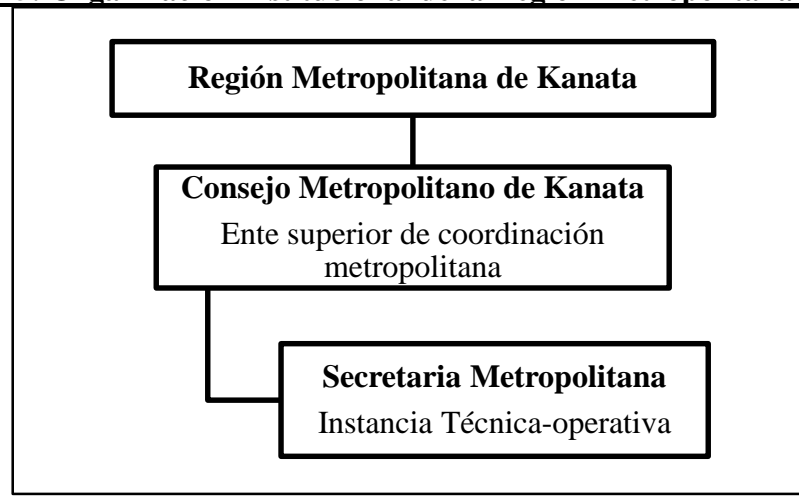 Región Metropolitana de Kanata
Consejo Metropolitano de Kanata
Ente superior de coordinación
metropolitana
Secretaria Metropolitana
Instancia Técnica-operativa